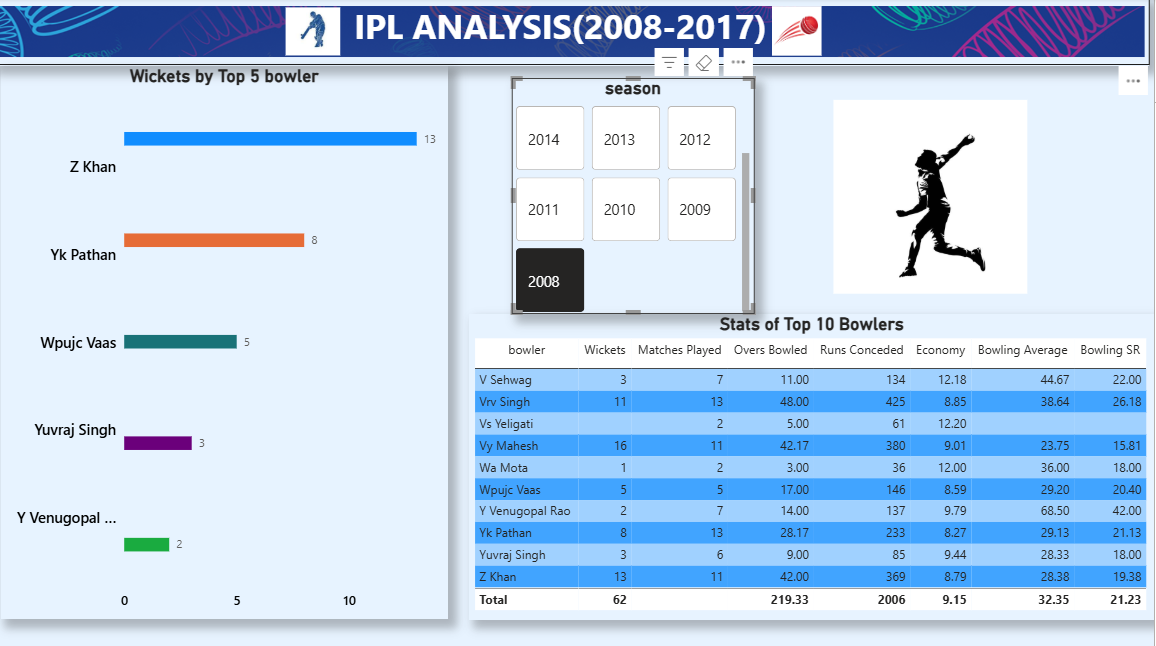 IPL ANALYSIS(2008-2017)
Wickets by Top 5 bowler
Z Khan 13
Yk Pathan 8
Wpujc Vaas 5
Yuvraj Singh 3
Y Venugopal ... 2
0 5 10
season
2014 2013 2012
2011 2010 2009
2008
Stats of Top 10 Bowlers
bowler Wickets Matches Played Overs Bowled Runs Conceded Economy Bowling Average Bowling SR
V Sehwag 3 7 11.00 134 12.18 44.67 22.00
Vrv Singh 11 13 48.00 425 8.85 38.64 26.18
Vs Yeligati 2 5.00 61 12.20
Vy Mahesh 16 11 42.17 380 9.01 23.75 15.81
Wa Mota 1 2 3.00 36 12.00 36.00 18.00
Wpujc Vaas 5 5 17.00 146 8.59 29.20 20.40
Y Venugopal Rao 2 7 14.00 137 9.79 68.50 42.00
Yk Pathan 8 13 28.17 233 8.27 29.13 21.13
Yuvraj Singh 3 6 9.00 85 9.44 28.33 18.00
Z Khan 13 11 42.00 369 8.79 28.38 19.38
Total 62 219.33 2006 9.15 32.35 21.23